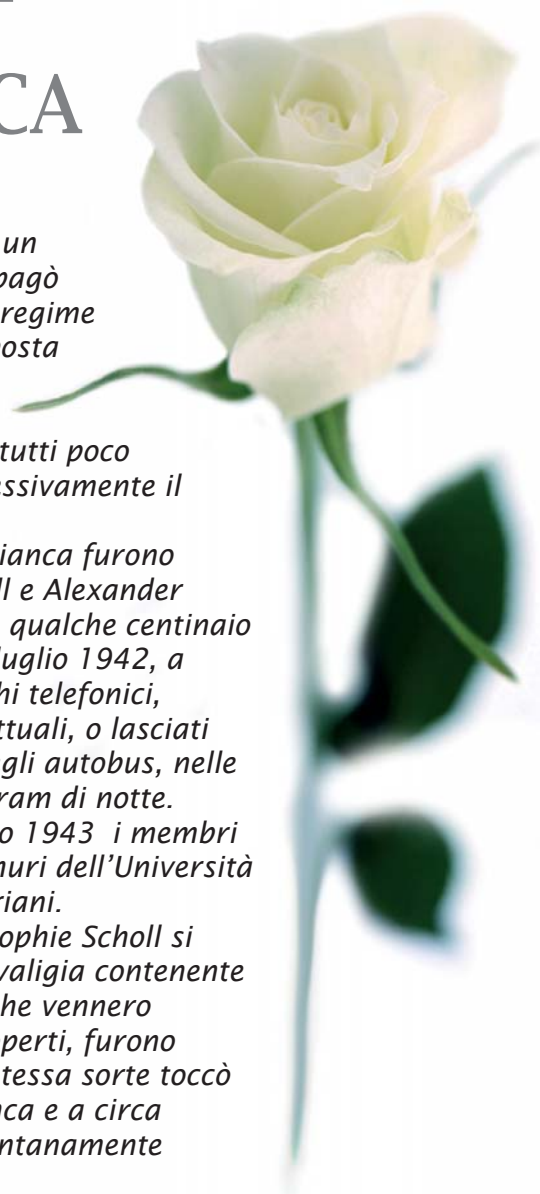 CA
un
pagò
regime
posta
tutti poco
essivamente il
ianca furono
ll e Alexander
qualche centinaio
luglio 1942, a
hi telefonici,
ttuali, o lasciati
gli autobus, nelle
ram di notte.
o 1943 i membri
nuri dell'Università
riani.
ophie Scholl si
valigia contenente
he vennero
perti, furono
tessa sorte toccò
nca e a circa
ntanamente